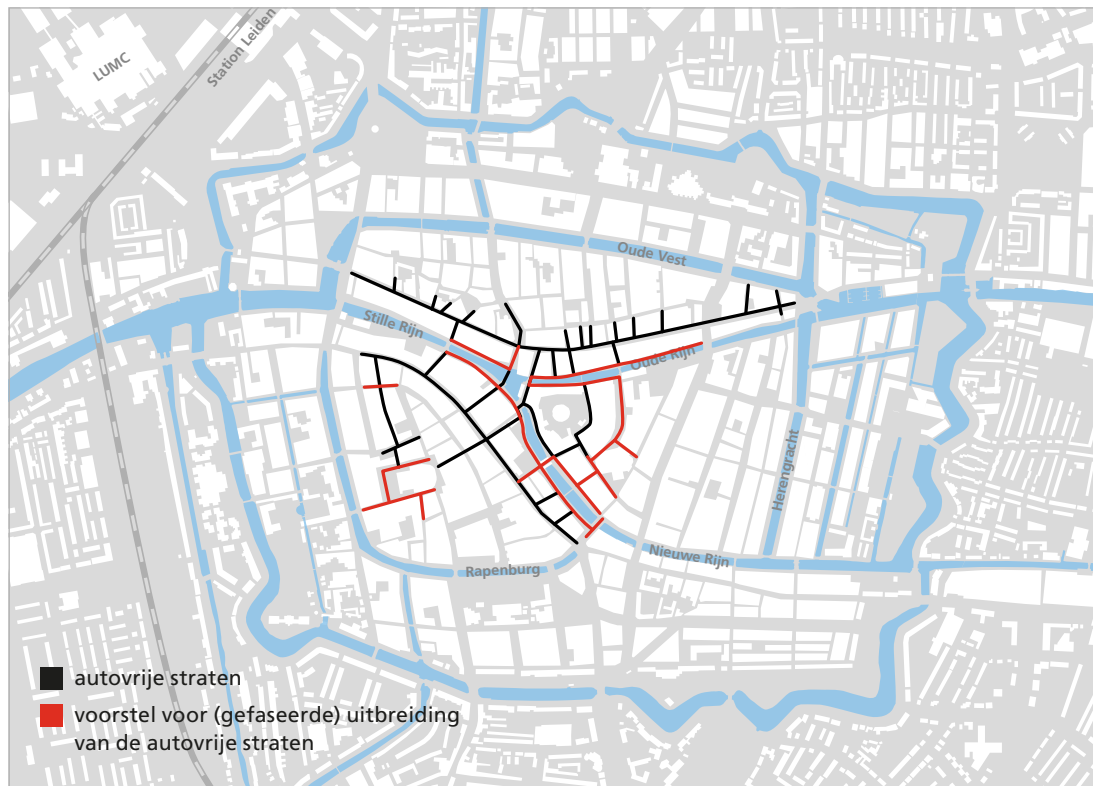 LUMC
Station Leiden
Oude Vest
Stille Rijn
Oude Rijn
Herengracht
Nieuwe Rijn
Rapenburg
autovrije straten
voorstel voor (gefaseerde) uitbreiding
van de autovrije straten